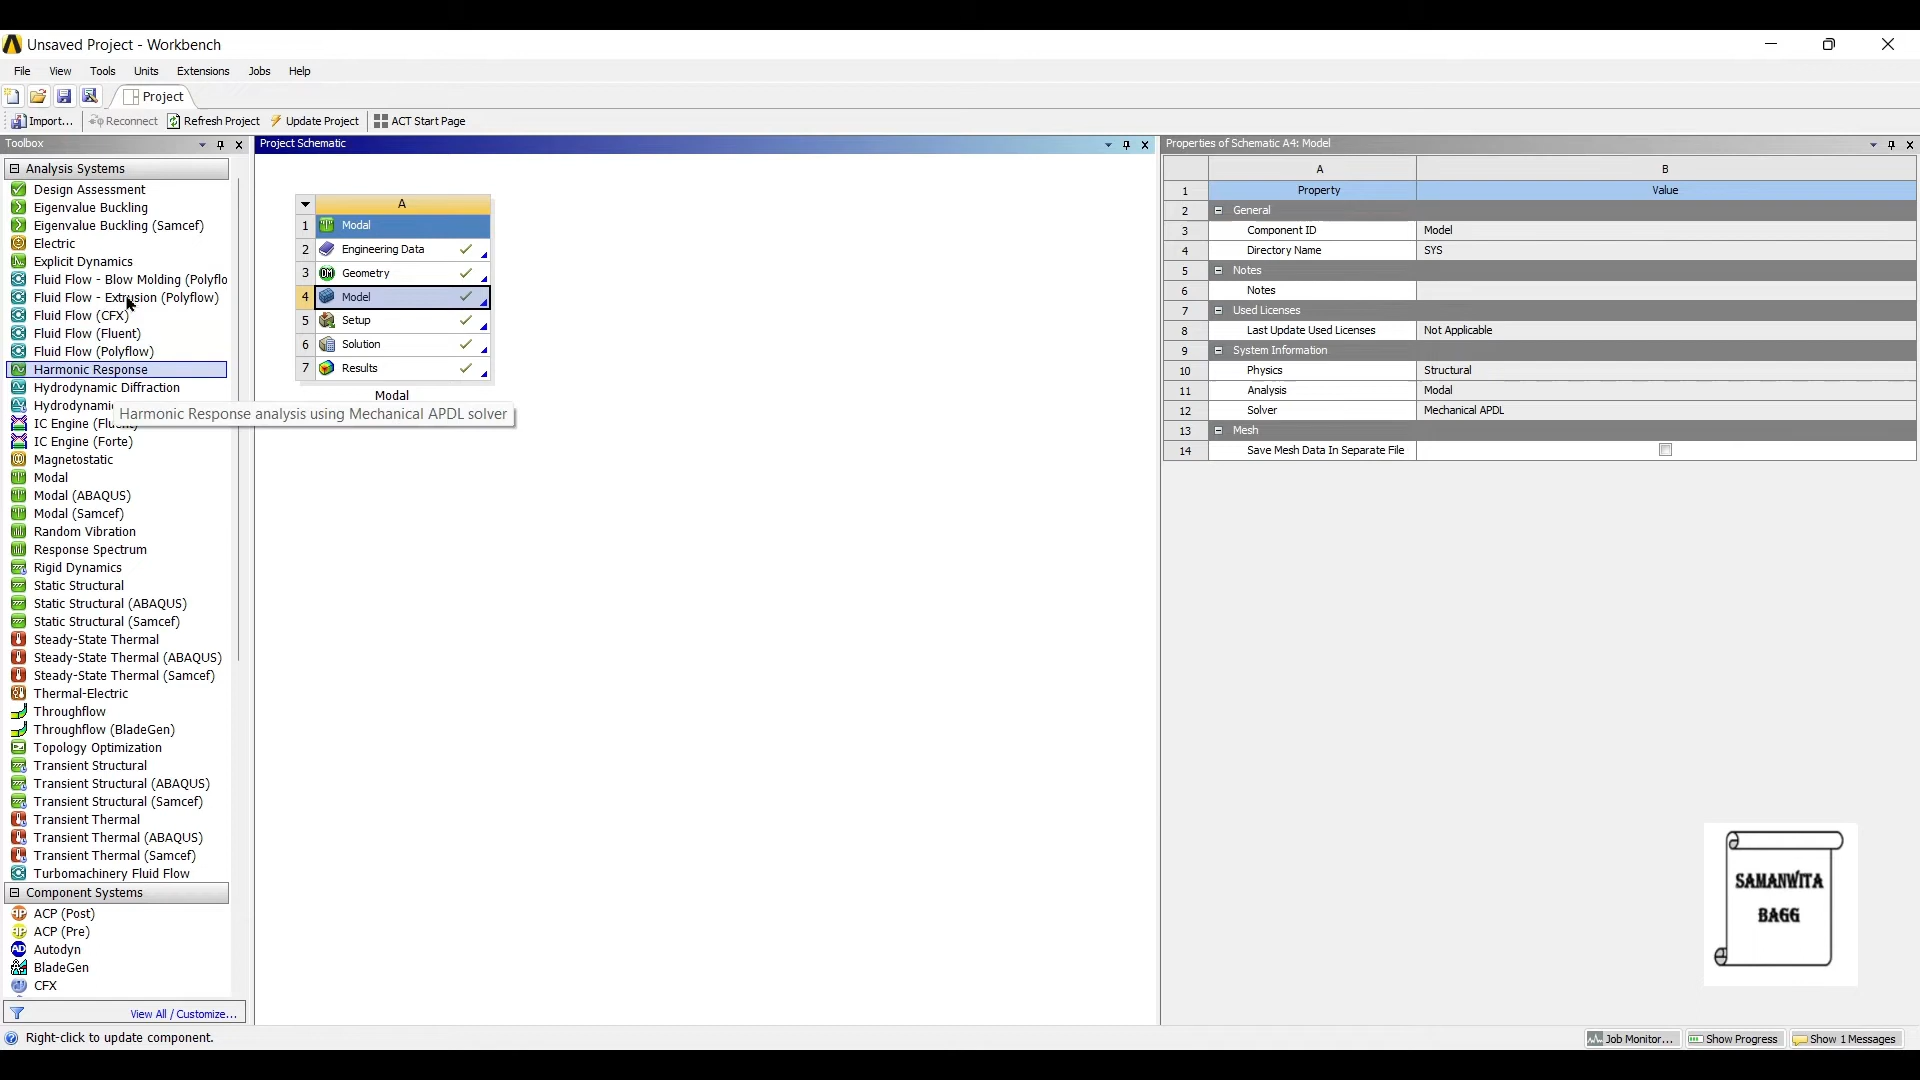 Unsaved Project - Workbench
File View Tools Units Extensions Jobs Help
Project
Import... Reconnect Refresh Project Update Project ACT Start Page
Toolbox
Analysis Systems
Design Assessment
Eigenvalue Buckling
Eigenvalue Buckling (Samcef)
Electric
Explicit Dynamics
Fluid Flow - Blow Molding (Polyflo
Fluid Flow - Extrusion (Polyflow)
Fluid Flow (CFX)
Fluid Flow (Fluent)
Fluid Flow (Polyflow)
Harmonic Response
Hydrodynamic Diffraction
Hydrodynamic
Harmonic Response analysis using Mechanical APDL solver
IC Engine (Fluent)
IC Engine (Forte)
Magnetostatic
Modal
Modal (ABAQUS)
Modal (Samcef)
Random Vibration
Response Spectrum
Rigid Dynamics
Static Structural
Static Structural (ABAQUS)
Static Structural (Samcef)
Steady-State Thermal
Steady-State Thermal (ABAQUS)
Steady-State Thermal (Samcef)
Thermal-Electric
Throughflow
Throughflow (BladeGen)
Topology Optimization
Transient Structural
Transient Structural (ABAQUS)
Transient Structural (Samcef)
Transient Thermal
Transient Thermal (ABAQUS)
Transient Thermal (Samcef)
Turbomachinery Fluid Flow
Component Systems
ACP (Post)
ACP (Pre)
Autodyn
BladeGen
CFX
View All / Customize...
Project Schematic
A
1 Modal
2 Engineering Data
3 Geometry
4 Model
5 Setup
6 Solution
7 Results
Modal
Properties of Schematic A4: Model
A B
1 Property Value
2 General
3 Component ID Model
4 Directory Name SYS
5 Notes
6 Notes
7 Used Licenses
8 Last Update Used Licenses Not Applicable
9 System Information
10 Physics Structural
11 Analysis Modal
12 Solver Mechanical APDL
13 Mesh
14 Save Mesh Data In Separate File
SAMANWITA
BAGG
Right-click to update component.
Job Monitor... Show Progress Show 1 Messages